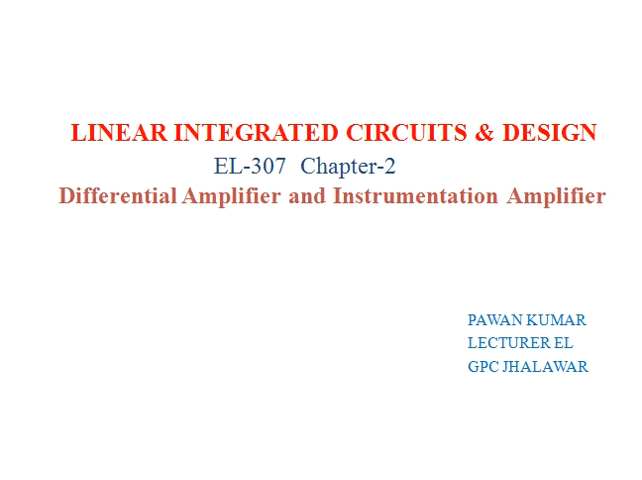 LINEAR INTEGRATED CIRCUITS & DESIGN
EL-307 Chapter-2
Differential Amplifier and Instrumentation Amplifier
PAWAN KUMAR
LECTURER EL
GPC JHALAWAR